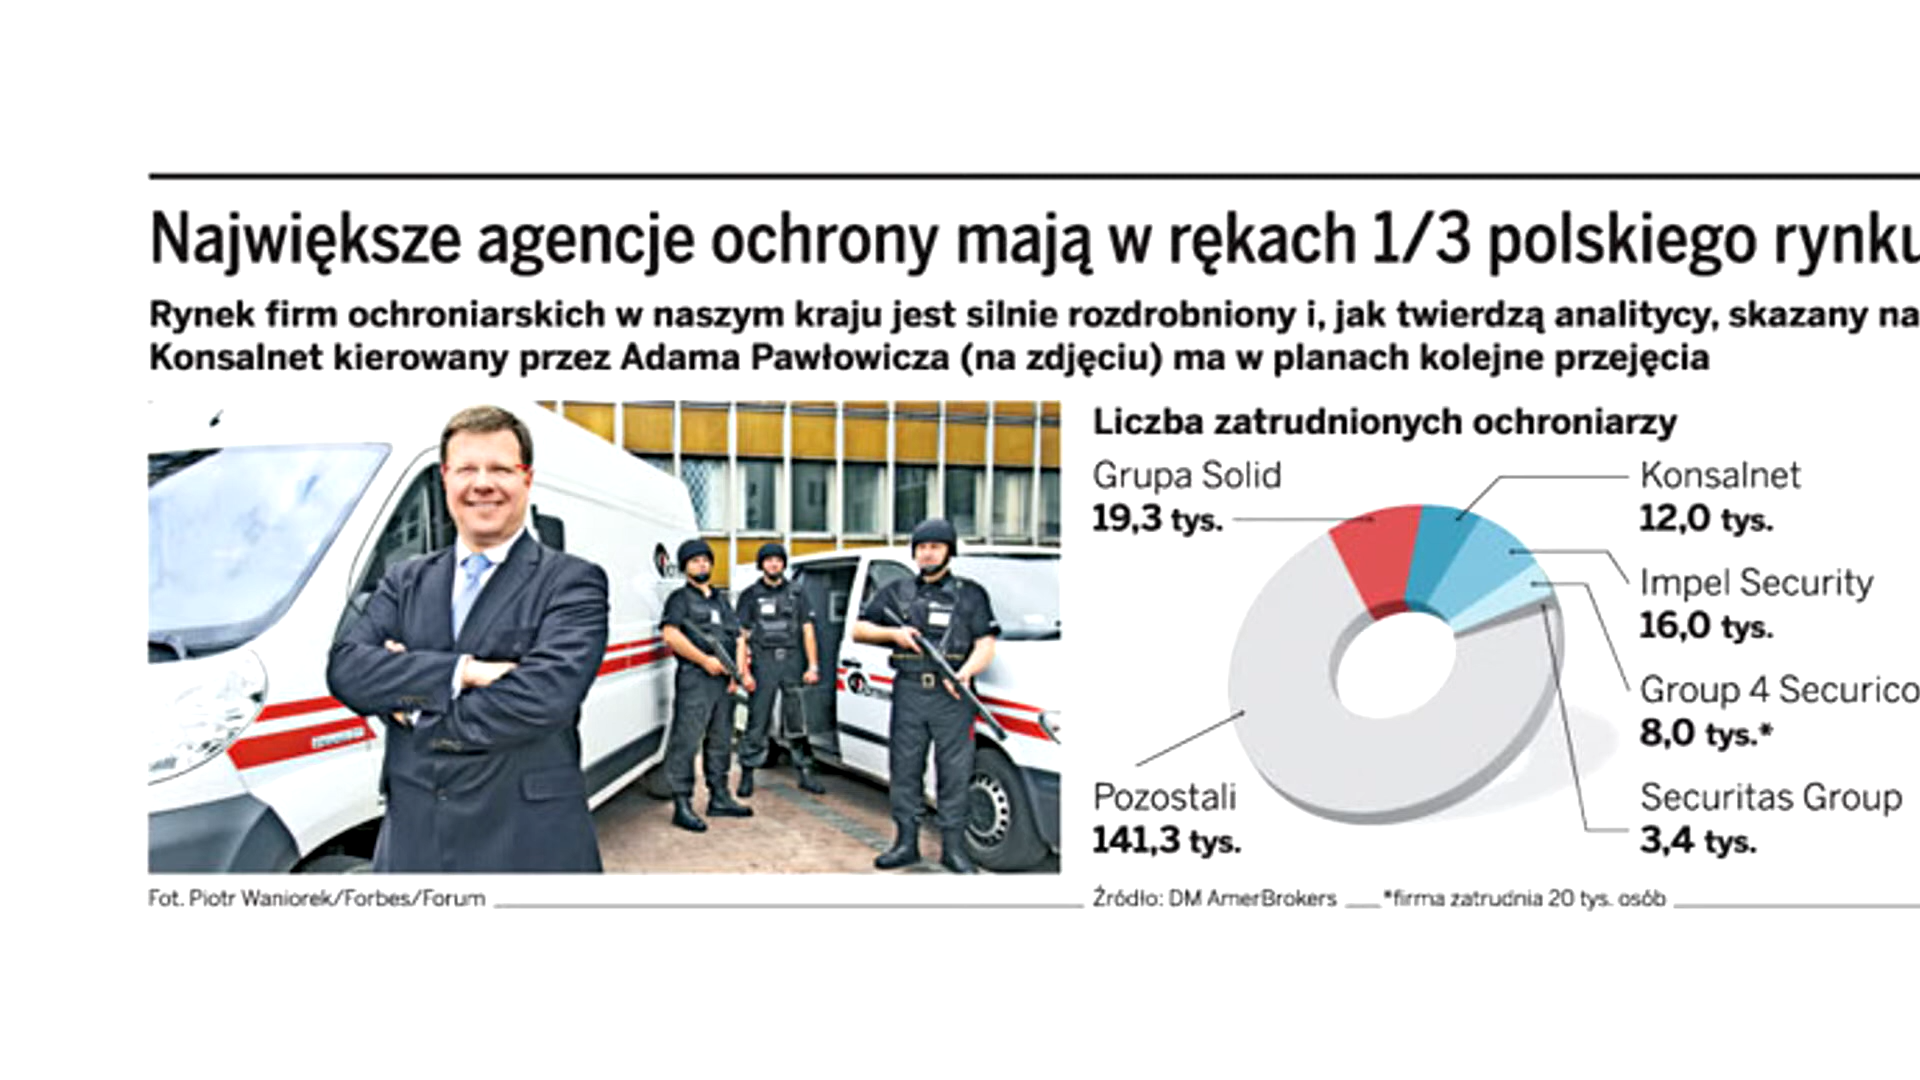 Największe agencje ochrony mają w rękach 1/3 polskiego rynku
Rynek firm ochroniarskich w naszym kraju jest silnie rozdrobniony i, jak twierdzą analitycy, skazany na
Konsalnet kierowany przez Adama Pawłowicza (na zdjęciu) ma w planach kolejne przejęcia
Liczba zatrudnionych ochroniarzy
Grupa Solid
19,3 tys.
Konsalnet
12,0 tys.
Impel Security
16,0 tys.
Group 4 Securico
8,0 tys.*
Securitas Group
3,4 tys.
Pozostali
141,3 tys.
Fot. Piotr Waniorek/Forbes/Forum
Źródło: DM AmerBrokers
*firma zatrudnia 20 tys. osób